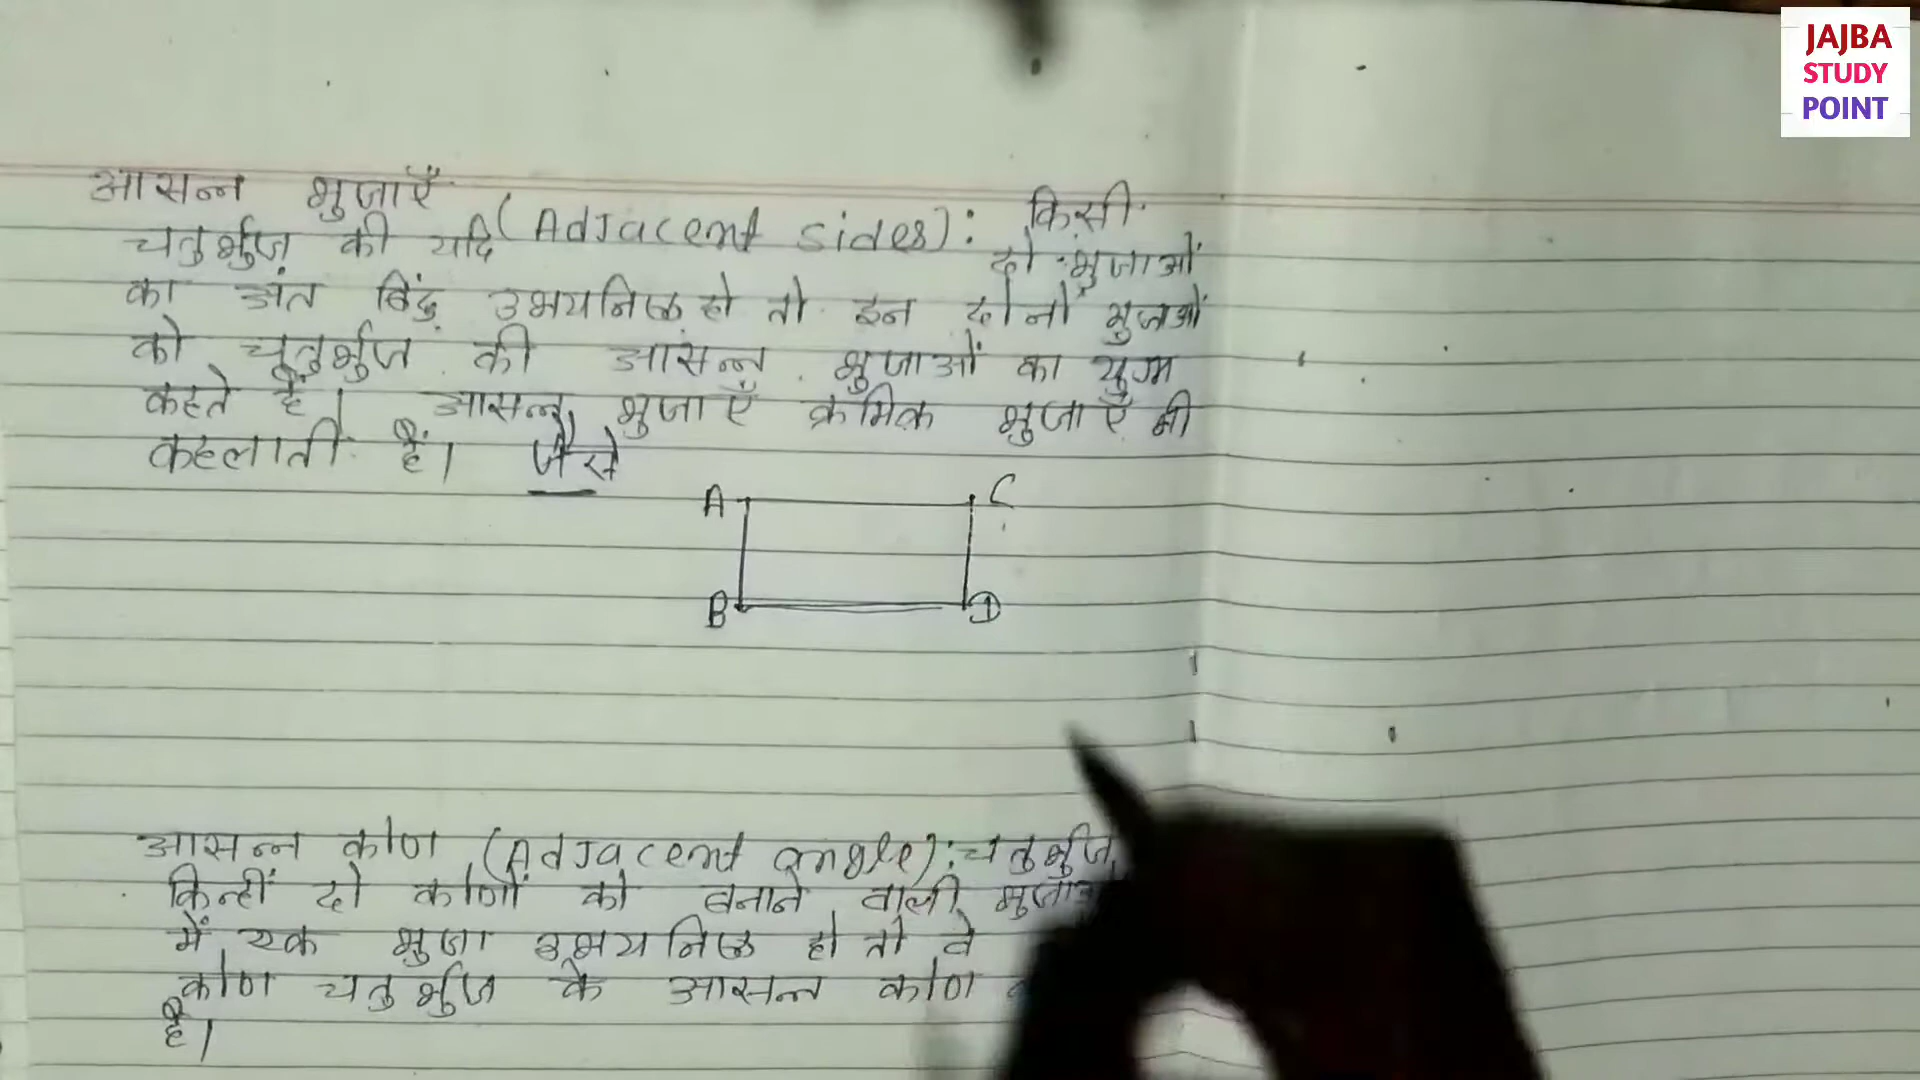 JAJBA
STUDY
POINT
आसन्न भुजाएँ (Adjacent sides): किसी
चतुर्भुज की यदि दो भुजाओं
का अंत बिंदु उभयनिष्ठ हो तो इन दोनों भुजाओं
को चतुर्भुज की आसन्न भुजाओं का युग्म
कहते हैं। आसन्न भुजाएँ क्रमिक भुजाएँ भी
कहलाती हैं। जैसे
A C
B D
आसन्न कोण (Adjacent angle): चतुर्भुज
किन्हीं दो कोणों को बनाने वाली
में एक भुजा उभयनिष्ठ हो तो वे
कोण चतुर्भुज के आसन्न कोण
है।